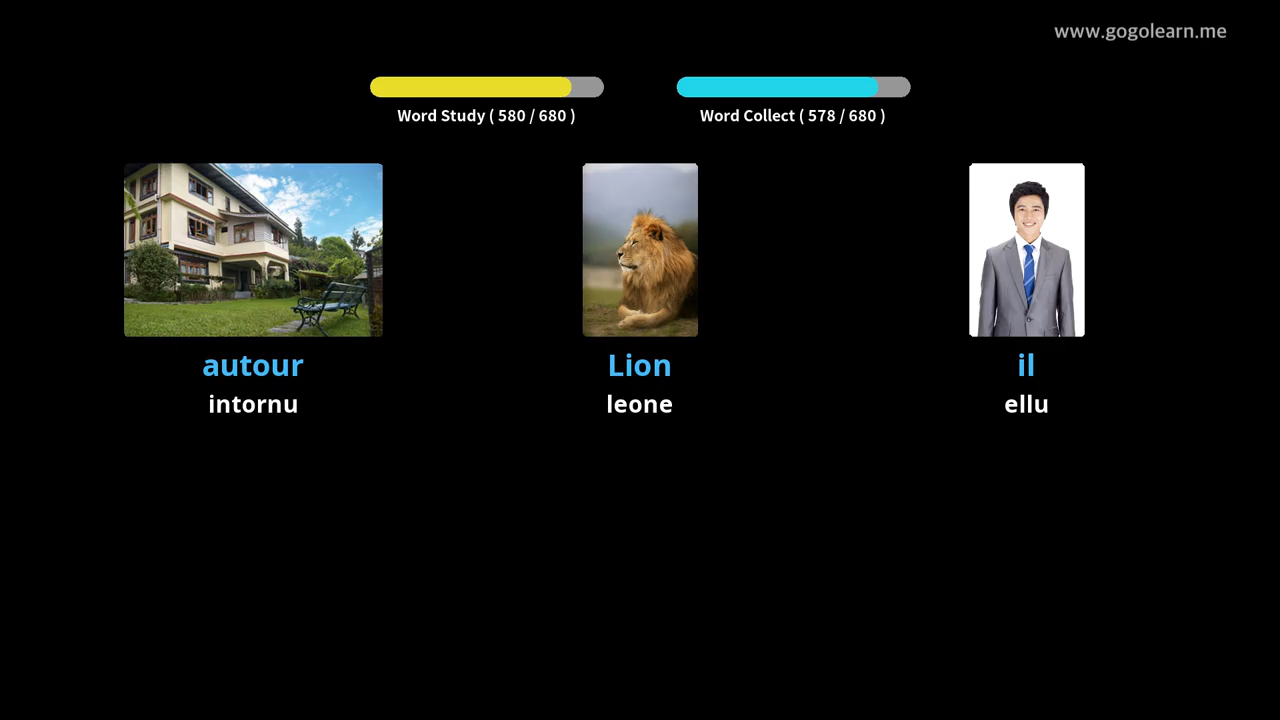 www.gogolearn.me
Word Study ( 580 / 680 )
Word Collect ( 578 / 680 )
autour
intornu
Lion
leone
il
ellu